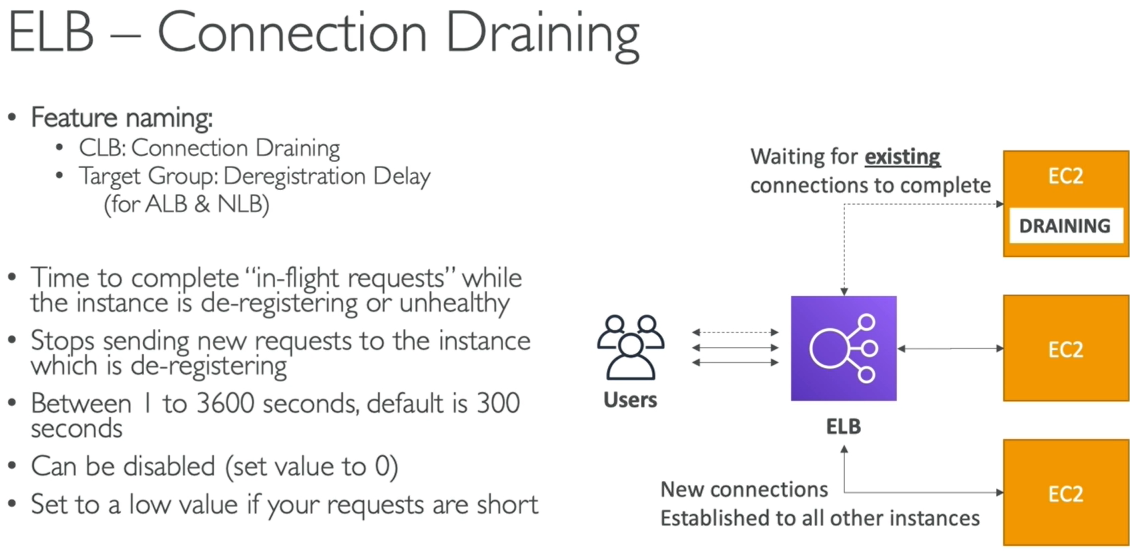 ELB – Connection Draining
• Feature naming:
• CLB: Connection Draining
• Target Group: Deregistration Delay
(for ALB & NLB)
• Time to complete “in-flight requests” while
the instance is de-registering or unhealthy
• Stops sending new requests to the instance
which is de-registering
• Between 1 to 3600 seconds, default is 300
seconds
• Can be disabled (set value to 0)
• Set to a low value if your requests are short
Waiting for existing
connections to complete
EC2
DRAINING
EC2
Users
ELB
New connections
Established to all other instances
EC2